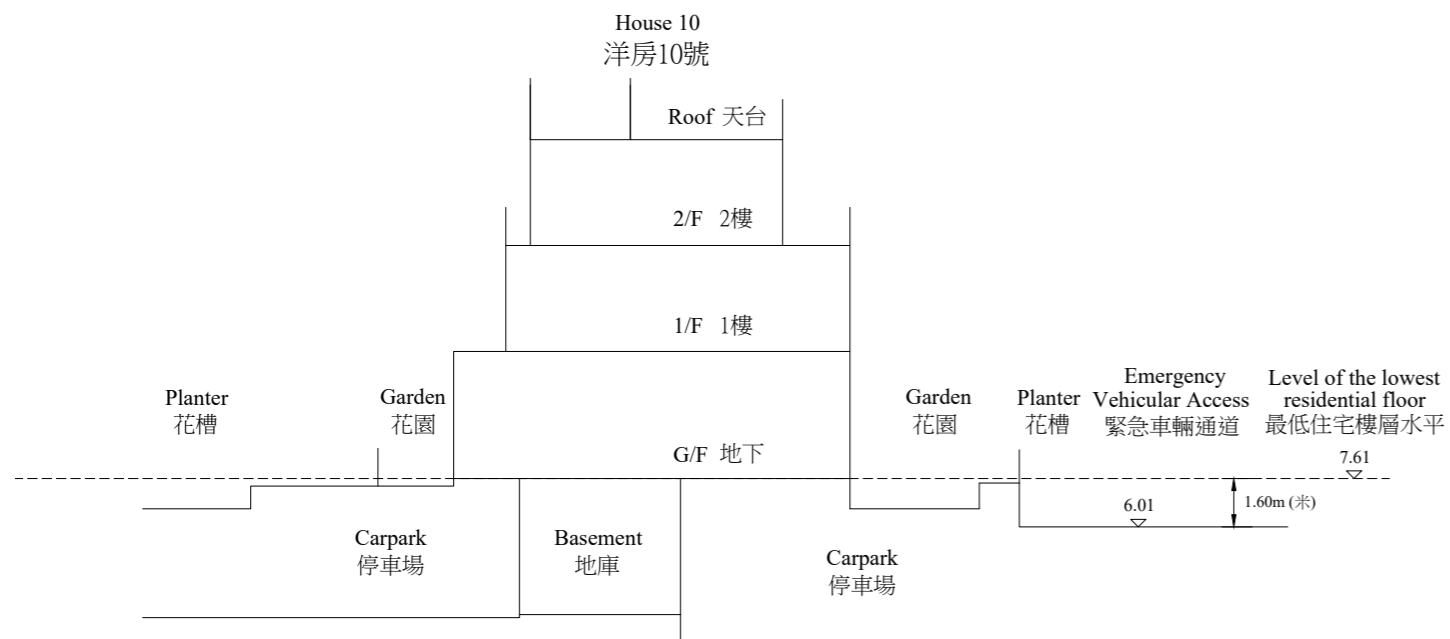 House 10
洋房10號
Roof 天台
2/F 2樓
1/F 1樓
Planter
花槽
Garden
花園
G/F 地下
Garden
花園
Planter
花槽
Emergency
Vehicular Access
緊急車輛通道
Level of the lowest
residential floor
最低住宅樓層水平
7.61
6.01
1.60m (米)
Carpark
停車場
Basement
地庫
Carpark
停車場